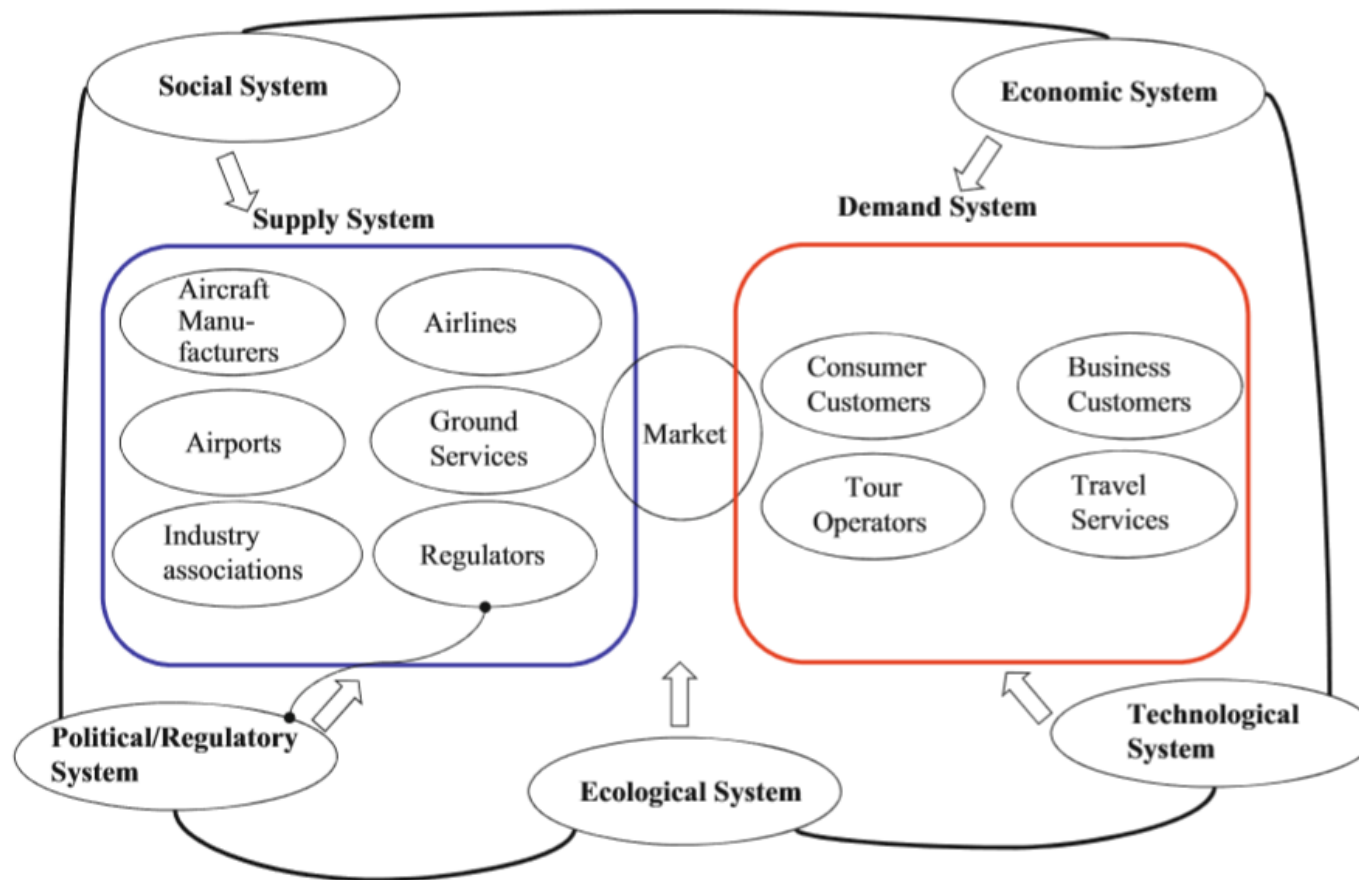 Social System
Economic System
Supply System
Demand System
Aircraft
Manu-
facturers
Airlines
Airports
Ground
Services
Industry
associations
Regulators
Market
Consumer
Customers
Business
Customers
Tour
Operators
Travel
Services
Political/Regulatory
System
Ecological System
Technological
System